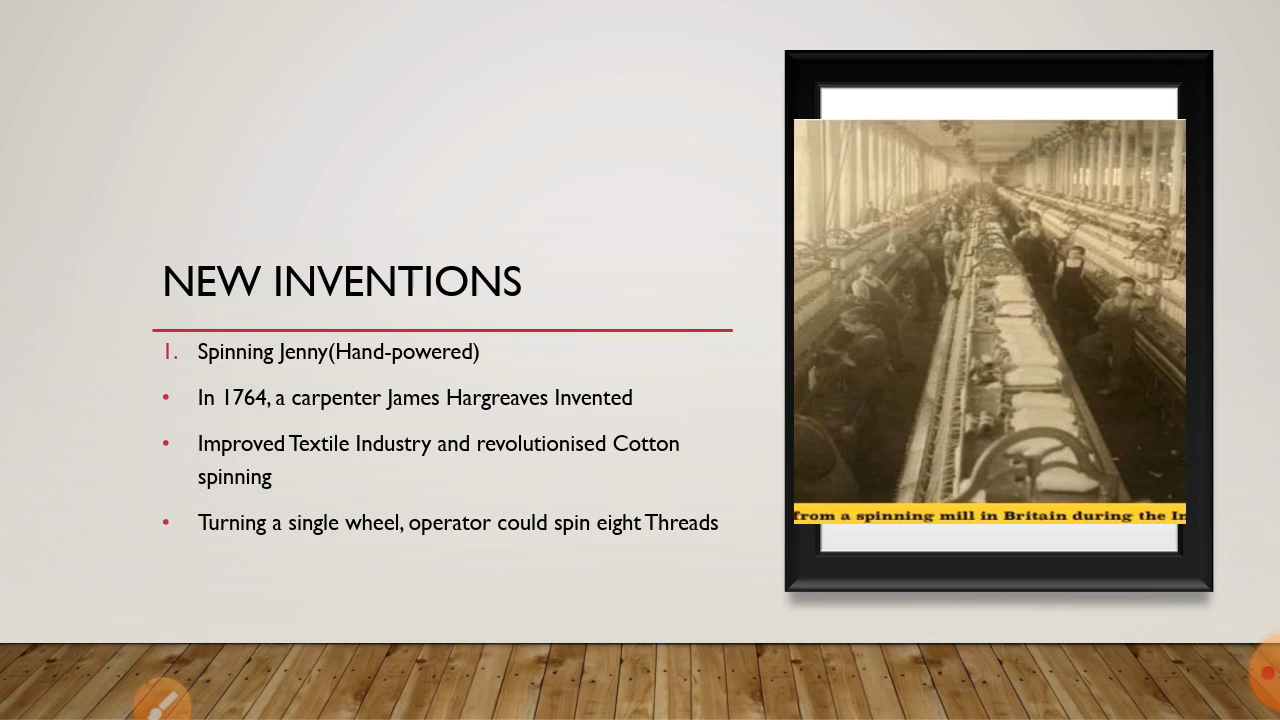 NEW INVENTIONS
1. Spinning Jenny(Hand-powered)
• In 1764, a carpenter James Hargreaves Invented
• Improved Textile Industry and revolutionised Cotton
spinning
• Turning a single wheel, operator could spin eight Threads
from a spinning mill in Britain during the In